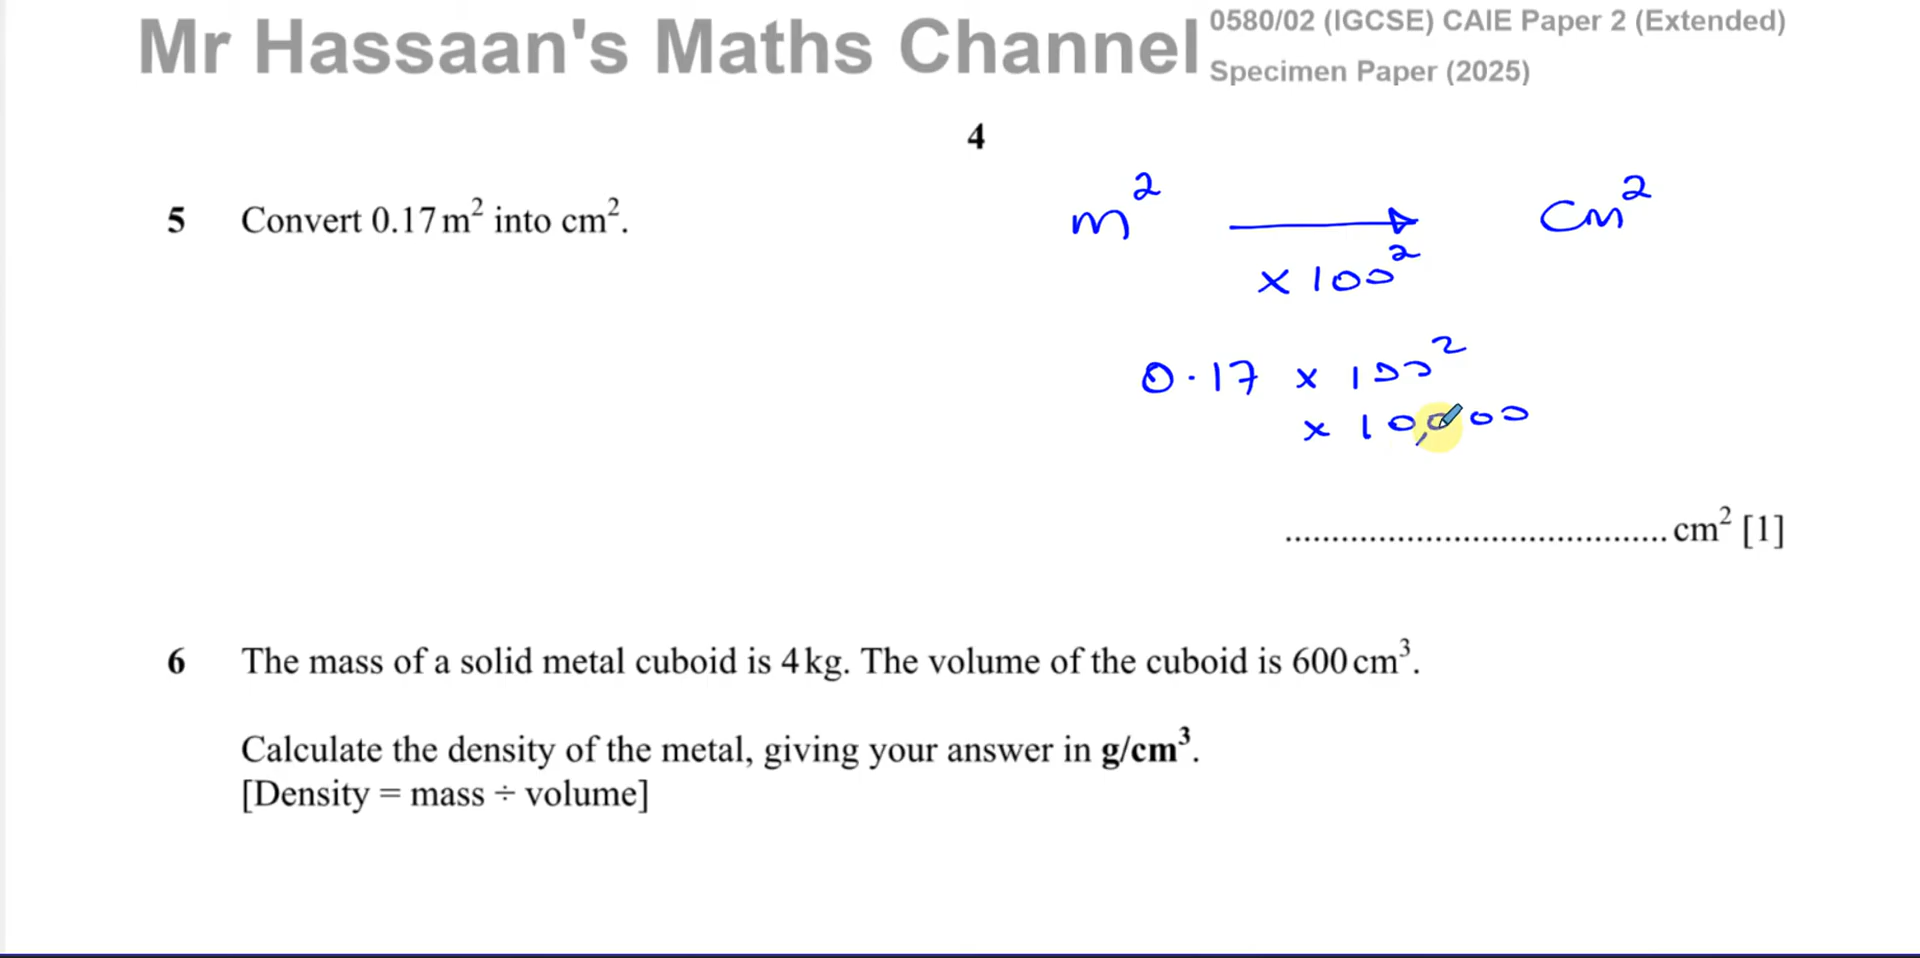 Mr Hassaan's Maths Channel
0580/02 (IGCSE) CAIE Paper 2 (Extended)
Specimen Paper (2025)
4
5 Convert 0.17 m² into cm².
m² → cm²
× 100²
0.17 × 100²
× 10,000
........................................ cm² [1]
6 The mass of a solid metal cuboid is 4 kg. The volume of the cuboid is 600 cm³.
Calculate the density of the metal, giving your answer in g/cm³.
[Density = mass ÷ volume]